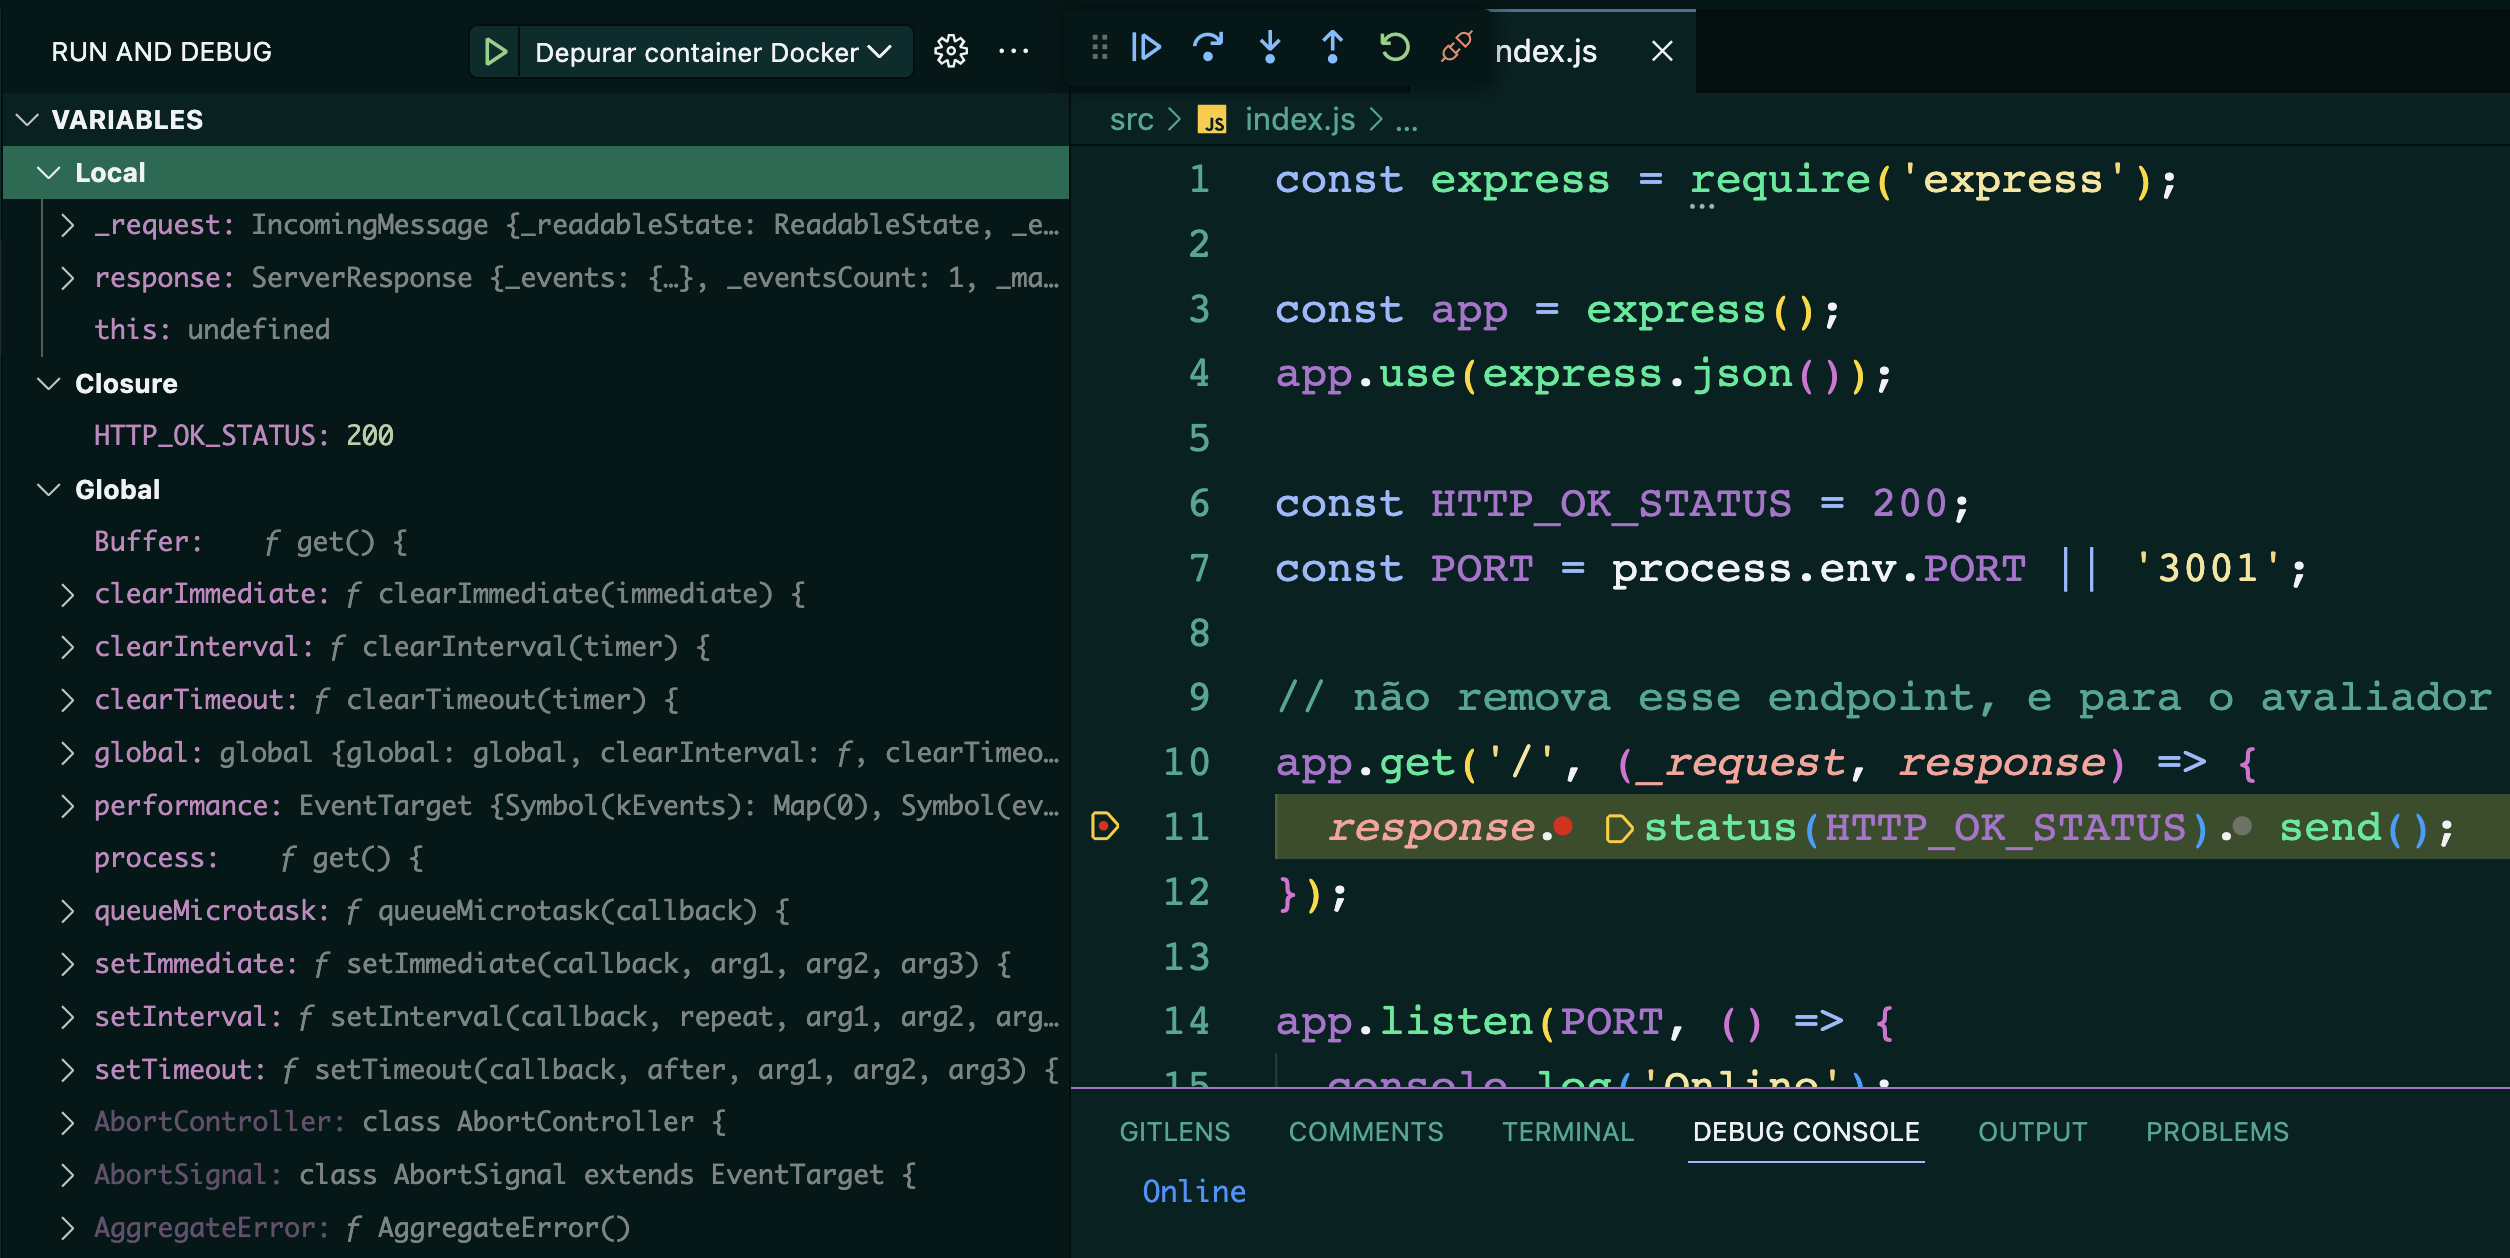 RUN AND DEBUG
Depurar container Docker
VARIABLES
Local
_request: IncomingMessage {_readableState: ReadableState, _e…
response: ServerResponse {_events: {…}, _eventsCount: 1, _ma…
this: undefined
Closure
HTTP_OK_STATUS: 200
Global
Buffer: ƒ get() {
clearImmediate: ƒ clearImmediate(immediate) {
clearInterval: ƒ clearInterval(timer) {
clearTimeout: ƒ clearTimeout(timer) {
global: global {global: global, clearInterval: ƒ, clearTimeo…
performance: EventTarget {Symbol(kEvents): Map(0), Symbol(ev…
process: ƒ get() {
queueMicrotask: ƒ queueMicrotask(callback) {
setImmediate: ƒ setImmediate(callback, arg1, arg2, arg3) {
setInterval: ƒ setInterval(callback, repeat, arg1, arg2, arg…
setTimeout: ƒ setTimeout(callback, after, arg1, arg2, arg3) {
AbortController: class AbortController {
AbortSignal: class AbortSignal extends EventTarget {
AggregateError: ƒ AggregateError()
ndex.js
src > JS index.js > ...
1 const express = require('express');
2
3 const app = express();
4 app.use(express.json());
5
6 const HTTP_OK_STATUS = 200;
7 const PORT = process.env.PORT || '3001';
8
9 // não remova esse endpoint, e para o avaliador
10 app.get('/', (_request, response) => {
11 response.status(HTTP_OK_STATUS).send();
12 });
13
14 app.listen(PORT, () => {
15 console.log('Online');
GITLENS COMMENTS TERMINAL DEBUG CONSOLE OUTPUT PROBLEMS
Online